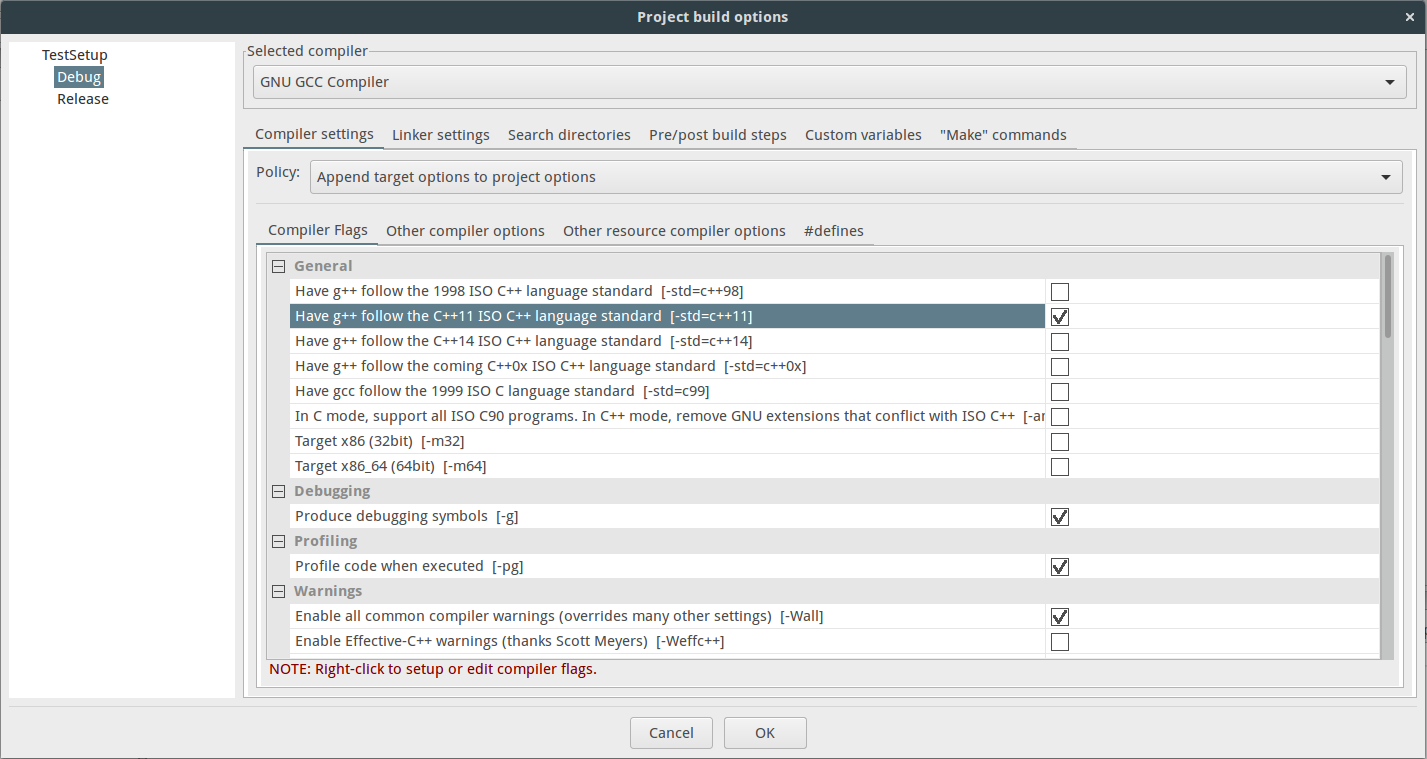 Project build options
TestSetup
Debug
Release
Selected compiler
GNU GCC Compiler
Compiler settings Linker settings Search directories Pre/post build steps Custom variables "Make" commands
Policy: Append target options to project options
Compiler Flags Other compiler options Other resource compiler options #defines
General
Have g++ follow the 1998 ISO C++ language standard [-std=c++98]
Have g++ follow the C++11 ISO C++ language standard [-std=c++11]
Have g++ follow the C++14 ISO C++ language standard [-std=c++14]
Have g++ follow the coming C++0x ISO C++ language standard [-std=c++0x]
Have gcc follow the 1999 ISO C language standard [-std=c99]
In C mode, support all ISO C90 programs. In C++ mode, remove GNU extensions that conflict with ISO C++
Target x86 (32bit) [-m32]
Target x86_64 (64bit) [-m64]
Debugging
Produce debugging symbols [-g]
Profiling
Profile code when executed [-pg]
Warnings
Enable all common compiler warnings (overrides many other settings) [-Wall]
Enable Effective-C++ warnings (thanks Scott Meyers) [-Weffc++]
NOTE: Right-click to setup or edit compiler flags.
Cancel OK